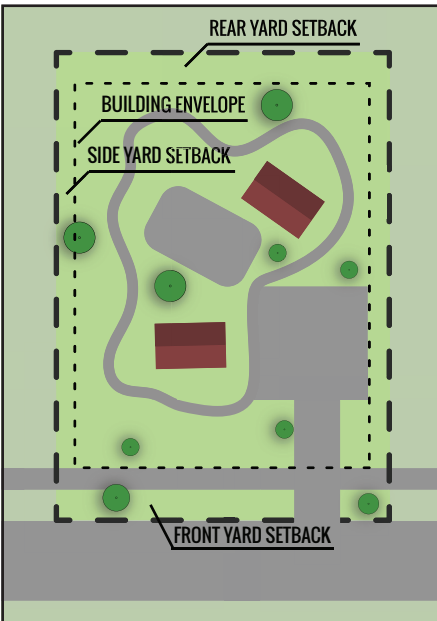 REAR YARD SETBACK
BUILDING ENVELOPE
SIDE YARD SETBACK
FRONT YARD SETBACK